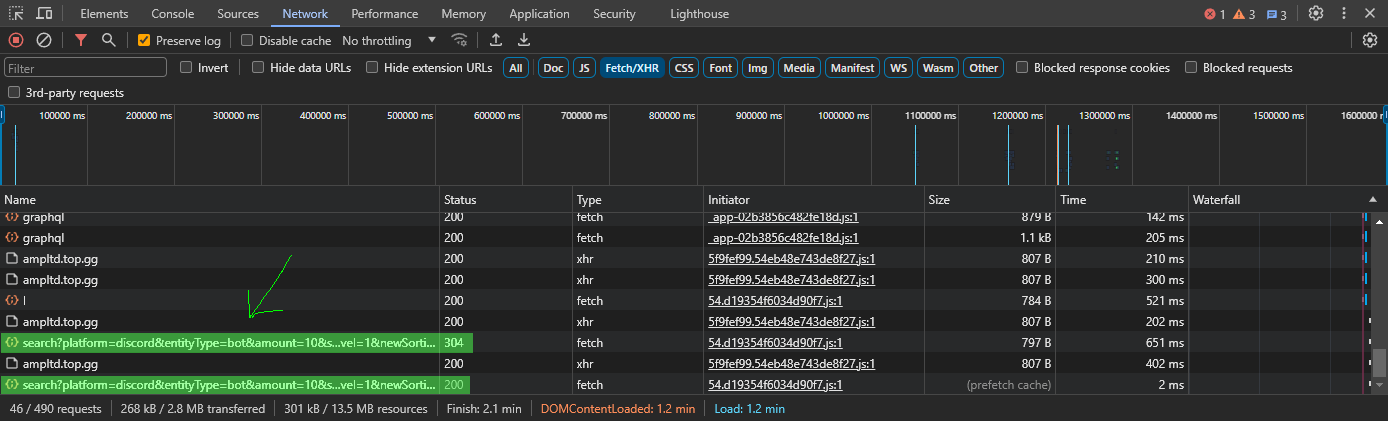 Elements Console Sources Network Performance Memory Application Security Lighthouse 1 3 3
Preserve log Disable cache No throttling
Filter Invert Hide data URLs Hide extension URLs All Doc JS Fetch/XHR CSS Font Img Media Manifest WS Wasm Other Blocked response cookies Blocked requests
3rd-party requests
100000 ms 200000 ms 300000 ms 400000 ms 500000 ms 600000 ms 700000 ms 800000 ms 900000 ms 1000000 ms 1100000 ms 1200000 ms 1300000 ms 1400000 ms 1500000 ms 1600000 ms
Name Status Type Initiator Size Time Waterfall
graphql 200 fetch _app-02b3856c482fe18d.js:1 879 B 142 ms
graphql 200 fetch _app-02b3856c482fe18d.js:1 1.1 kB 205 ms
ampltd.top.gg 200 xhr 5f9fef99.54eb48e743de8f27.js:1 807 B 210 ms
ampltd.top.gg 200 xhr 5f9fef99.54eb48e743de8f27.js:1 807 B 300 ms
l 200 fetch 54.d19354f6034d90f7.js:1 784 B 521 ms
ampltd.top.gg 200 xhr 5f9fef99.54eb48e743de8f27.js:1 807 B 202 ms
search?platform=discord&entityType=bot&amount=10&s...vel=1&newSorti... 304 fetch 54.d19354f6034d90f7.js:1 797 B 651 ms
ampltd.top.gg 200 xhr 5f9fef99.54eb48e743de8f27.js:1 807 B 402 ms
search?platform=discord&entityType=bot&amount=10&s...vel=1&newSorti... 200 fetch 54.d19354f6034d90f7.js:1 (prefetch cache) 2 ms
46 / 490 requests 268 kB / 2.8 MB transferred 301 kB / 13.5 MB resources Finish: 2.1 min DOMContentLoaded: 1.2 min Load: 1.2 min